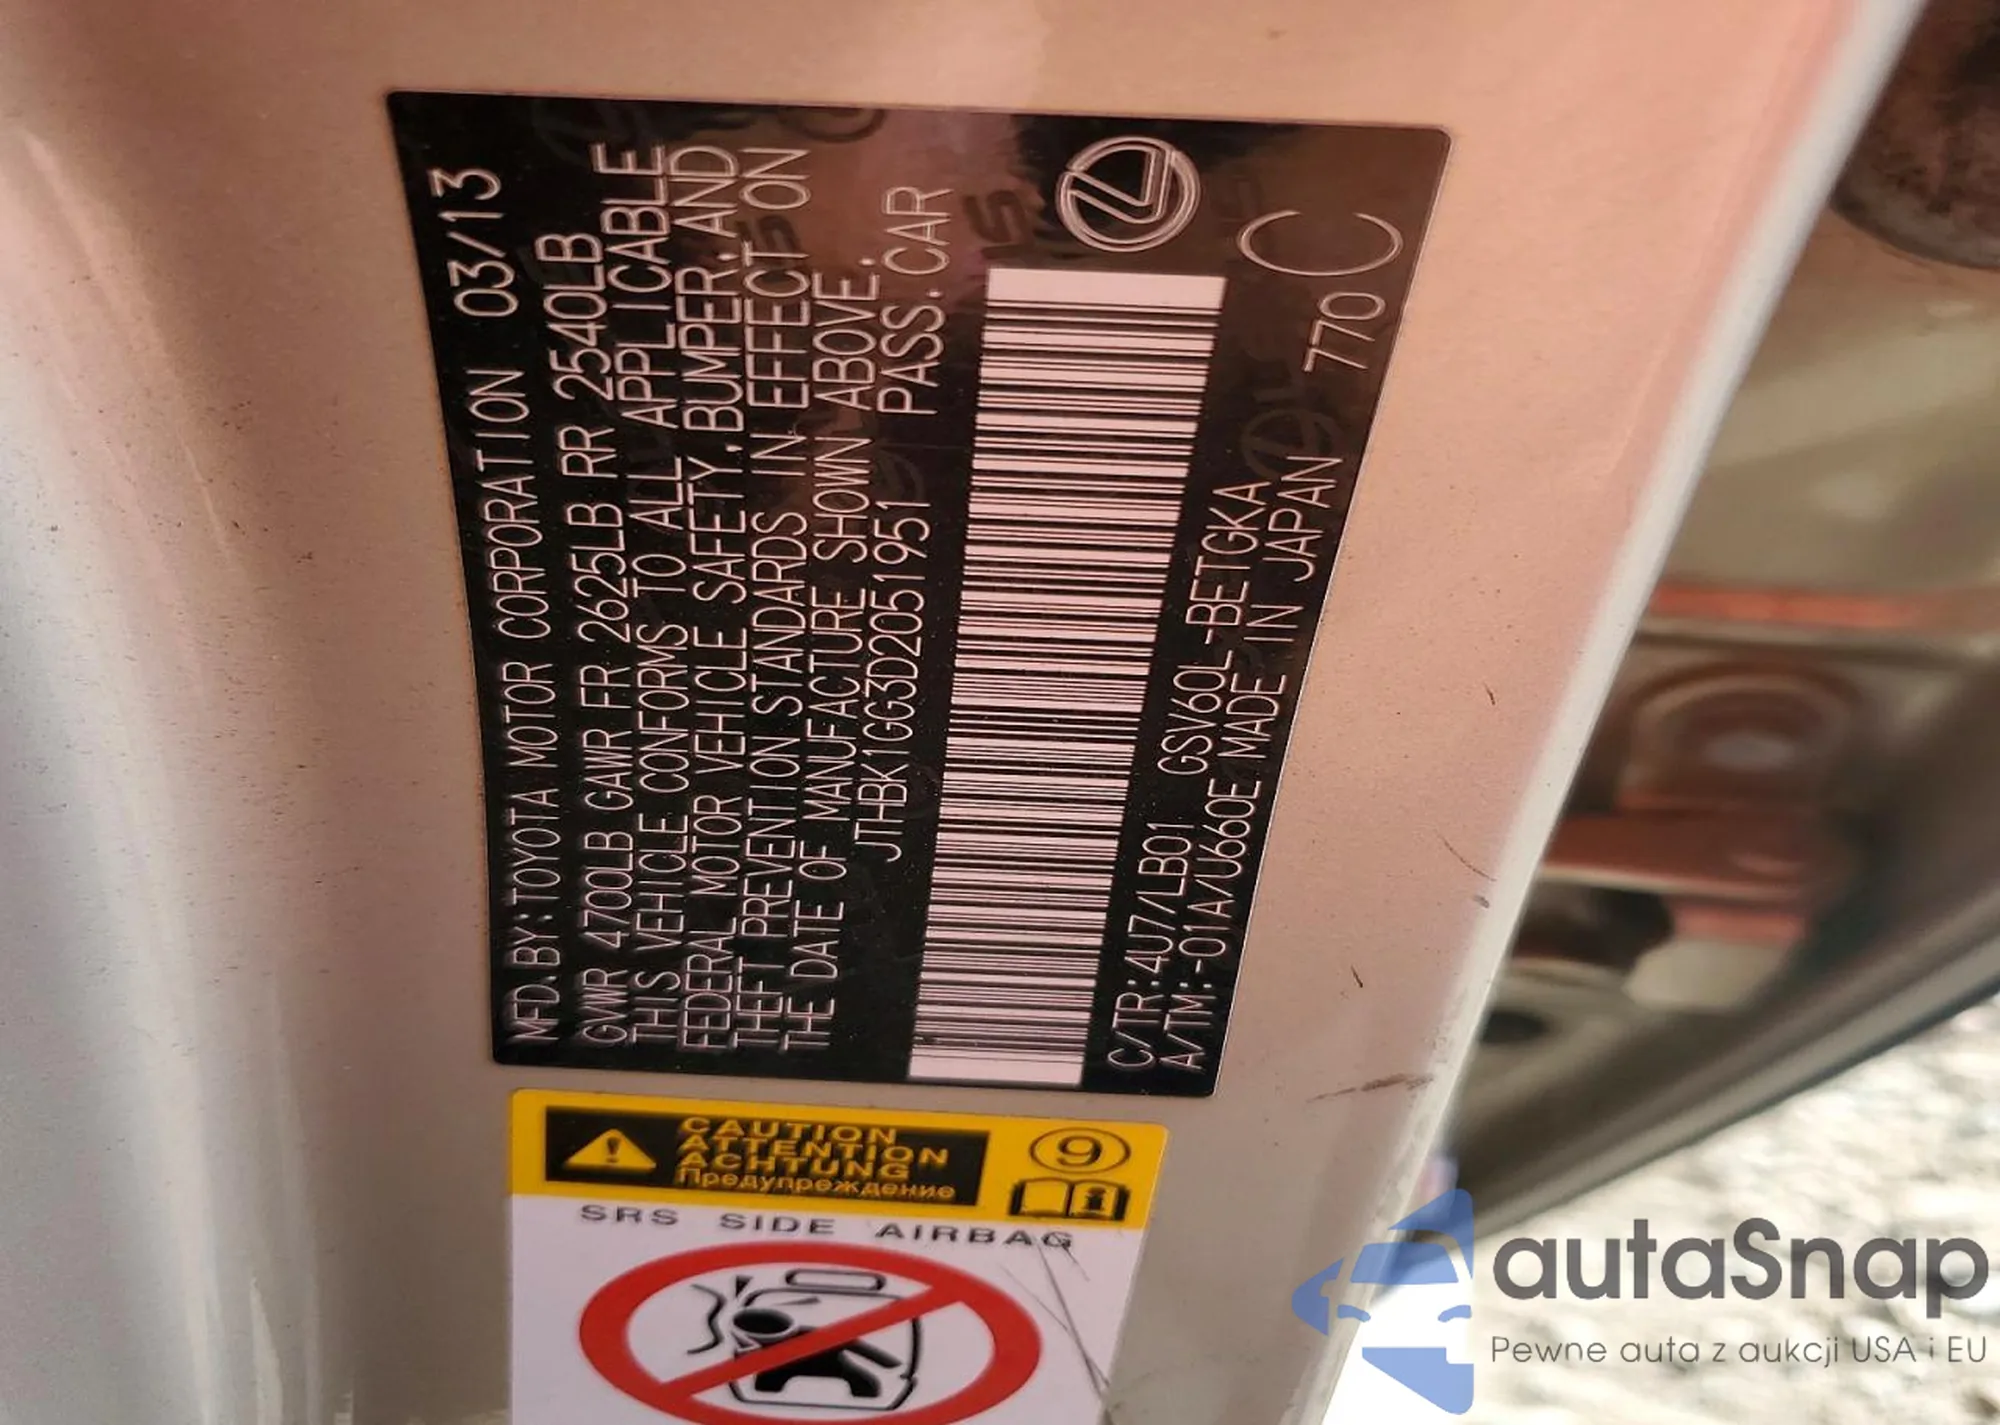 MFD.BY:TOYOTA MOTOR CORPORATION 03/13
GVWR 4700LB GAWR FR 2625LB RR 2540LB
THIS VEHICLE CONFORMS TO ALL APPLICABLE
FEDERAL MOTOR VEHICLE SAFETY.BUMPER.AND
THEFT PREVENTION STANDARDS IN EFFECT ON
THE DATE OF MANUFACTURE SHOWN ABOVE.
JTHBK1GG3D2051951 PASS.CAR
C/TR:4U7/LB01 GSV60L-BETGKA
A/TM:-01A/U660E MADE IN JAPAN 770 C
CAUTION
ATTENTION
ACHTUNG
Предупреждение
9
SRS SIDE AIRBAG
autaSnap
Pewne auta z aukcji USA i EU